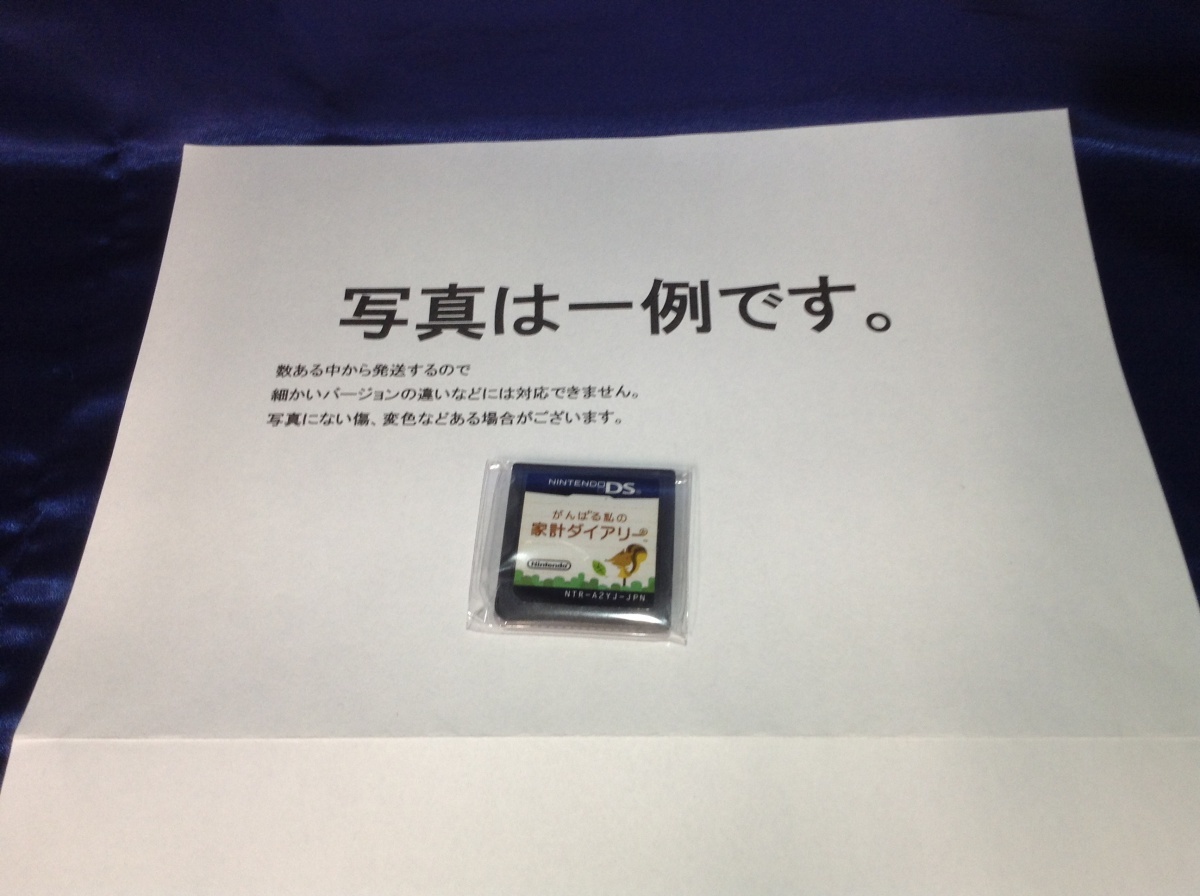 写真は一例です。
数ある中から発送するので
細かいバージョンの違いなどには対応できません。
写真にない傷、変色などある場合がございます。
NINTENDO DS
がんばる私の
家計ダイアリー
Nintendo
NTR-AZYJ-JPN